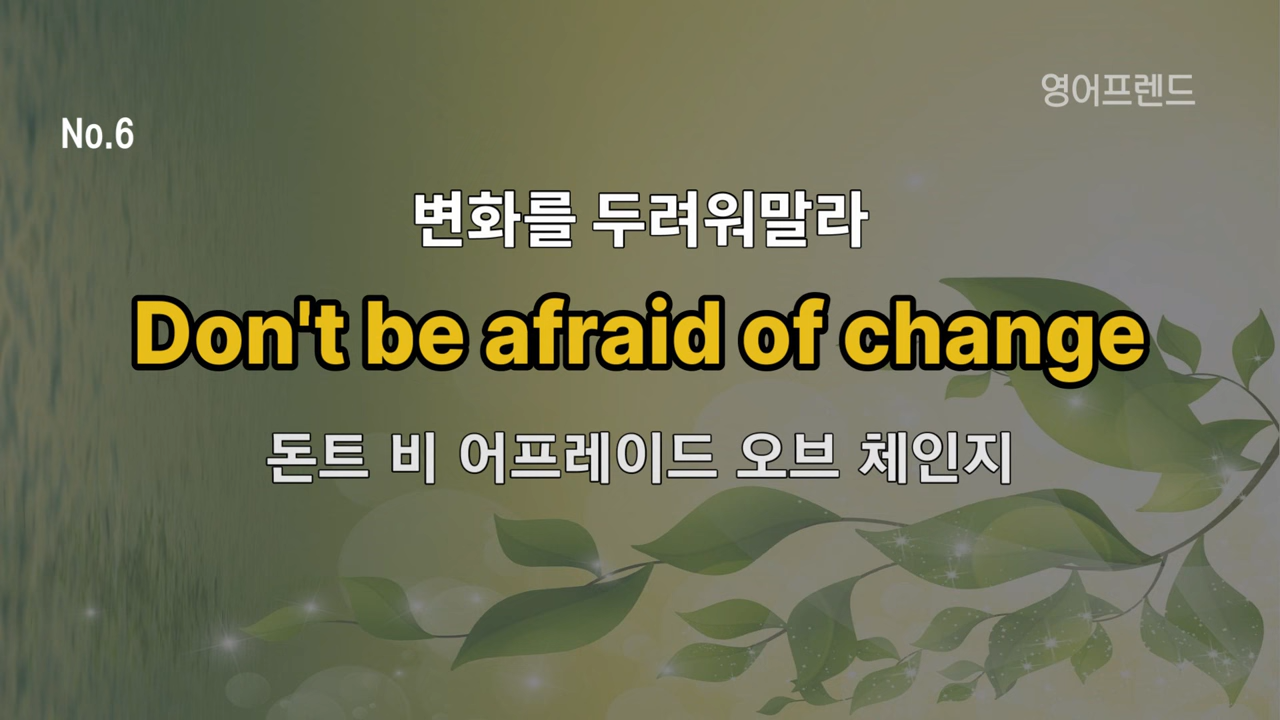 영어프렌드
No.6
변화를 두려워말라
Don't be afraid of change
돈트 비 어프레이드 오브 체인지